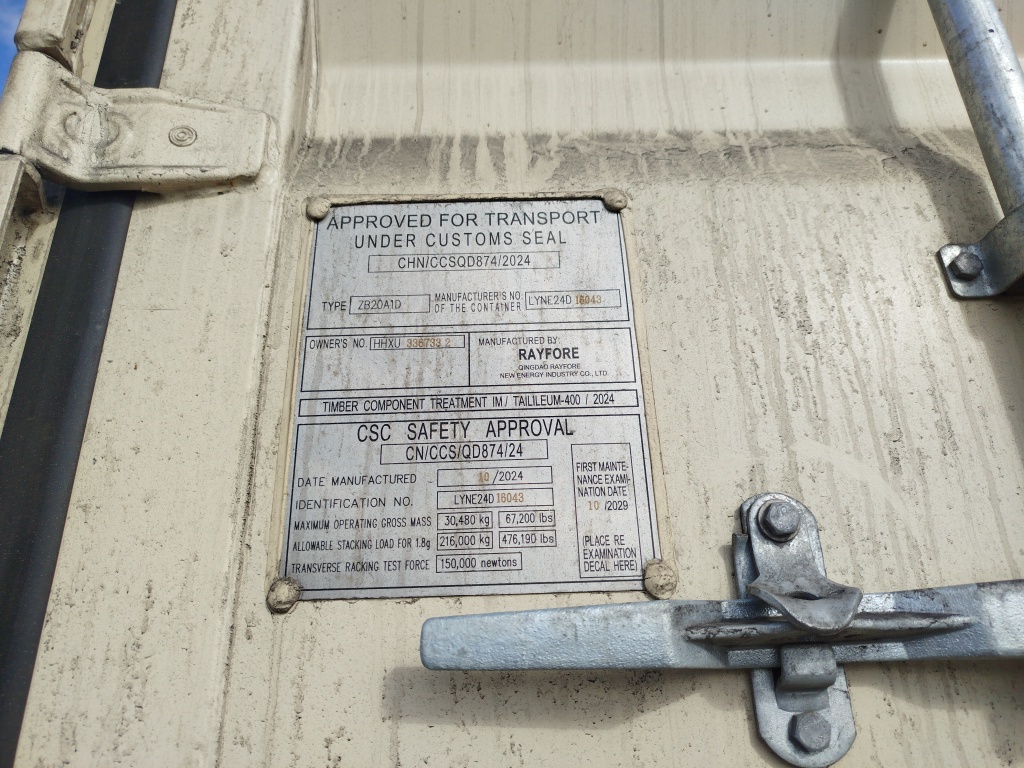 APPROVED FOR TRANSPORT
UNDER CUSTOMS SEAL
CHN/CCSQD874/2024
TYPE ZB20A1D MANUFACTURER'S NO. OF THE CONTAINER LYNE24D 16043
OWNER'S NO. HHXU 336733 2
MANUFACTURED BY:
RAYFORE
QINGDAO RAYFORE
NEW ENERGY INDUSTRY CO., LTD.
TIMBER COMPONENT TREATMENT IM / TAILILEUM-400 / 2024
CSC SAFETY APPROVAL
CN/CCS/QD874/24
DATE MANUFACTURED 10 /2024
IDENTIFICATION NO. LYNE24D 16043
MAXIMUM OPERATING GROSS MASS 30,480 kg 67,200 lbs
ALLOWABLE STACKING LOAD FOR 1.8g 216,000 kg 476,190 lbs
TRANSVERSE RACKING TEST FORCE 150,000 newtons
FIRST MAINTE-
NANCE EXAMI-
NATION DATE
10 /2029
(PLACE RE
EXAMINATION
DECAL HERE)